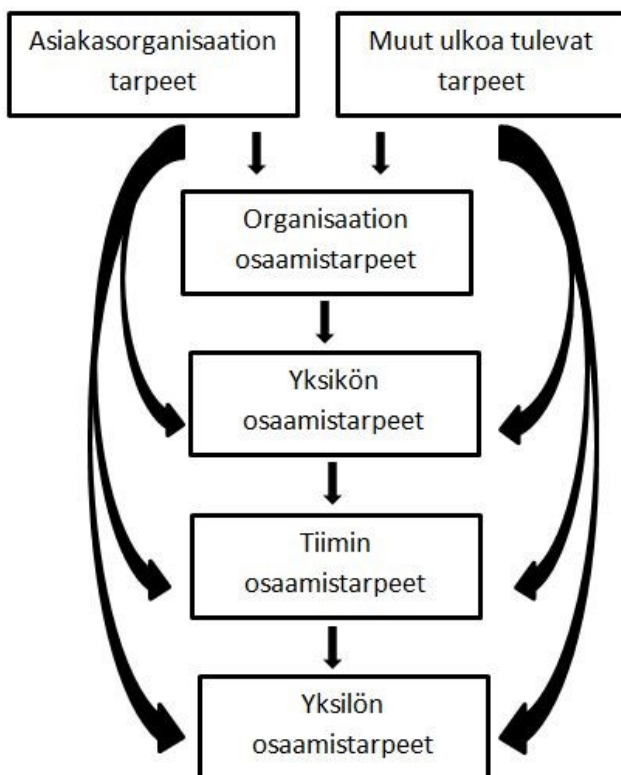 Asiakasorganisaation
tarpeet
Muut ulkoa tulevat
tarpeet
Organisaation
osaamistarpeet
Yksikön
osaamistarpeet
Tiimin
osaamistarpeet
Yksilön
osaamistarpeet